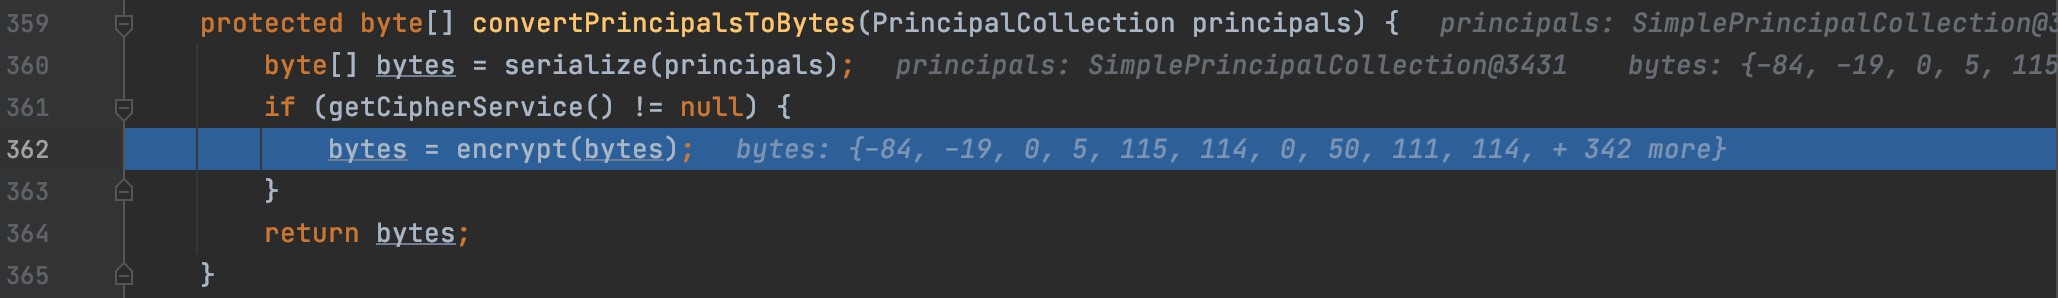 359 protected byte[] convertPrincipalsToBytes(PrincipalCollection principals) { principals: SimplePrincipalCollection@3
360 byte[] bytes = serialize(principals); principals: SimplePrincipalCollection@3431 bytes: {-84, -19, 0, 5, 115
361 if (getCipherService() != null) {
362 bytes = encrypt(bytes); bytes: {-84, -19, 0, 5, 115, 114, 0, 50, 111, 114, + 342 more}
363 }
364 return bytes;
365 }